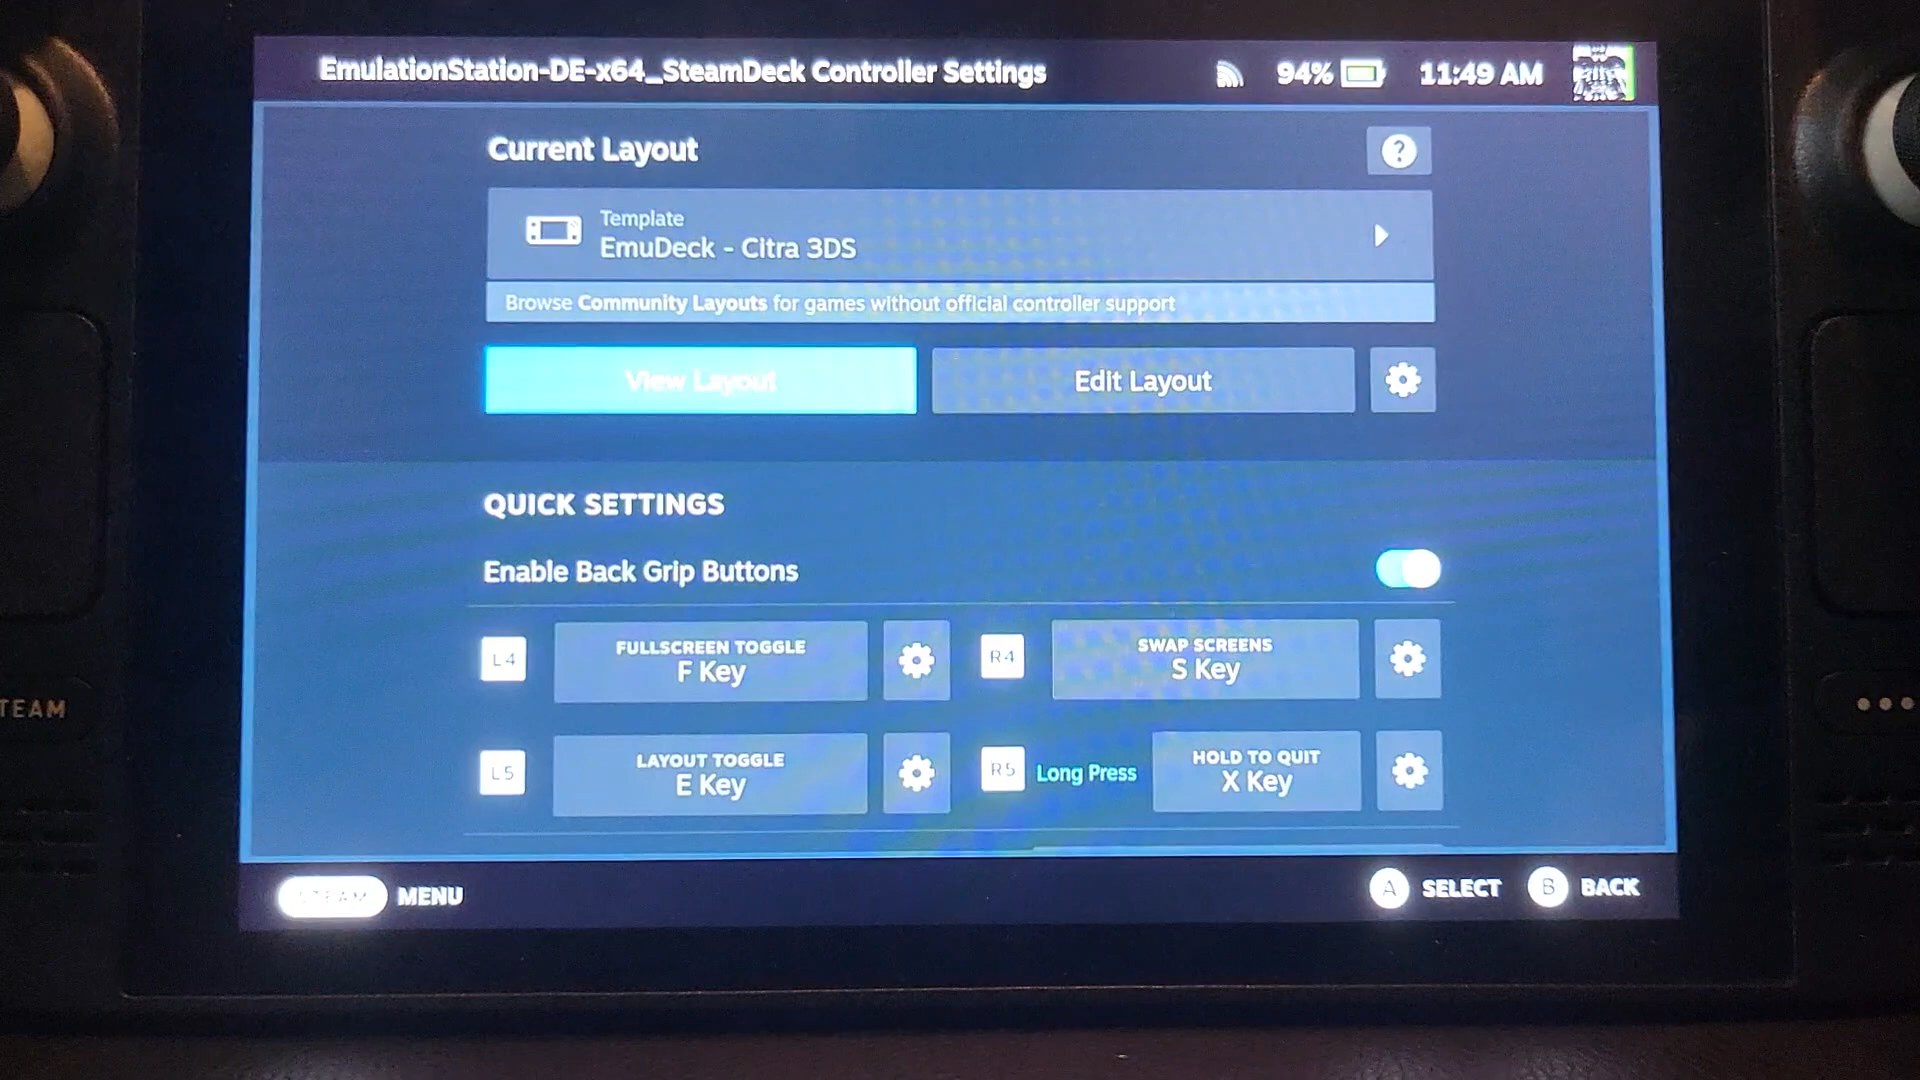 EmulationStation-DE-x64_SteamDeck Controller Settings
94%
11:49 AM
Current Layout
?
Template
EmuDeck - Citra 3DS
Browse Community Layouts for games without official controller support
View Layout
Edit Layout
QUICK SETTINGS
Enable Back Grip Buttons
L4
FULLSCREEN TOGGLE
F Key
R4
SWAP SCREENS
S Key
L5
LAYOUT TOGGLE
E Key
R5
Long Press
HOLD TO QUIT
X Key
TEAM
STEAM
MENU
A
SELECT
B
BACK